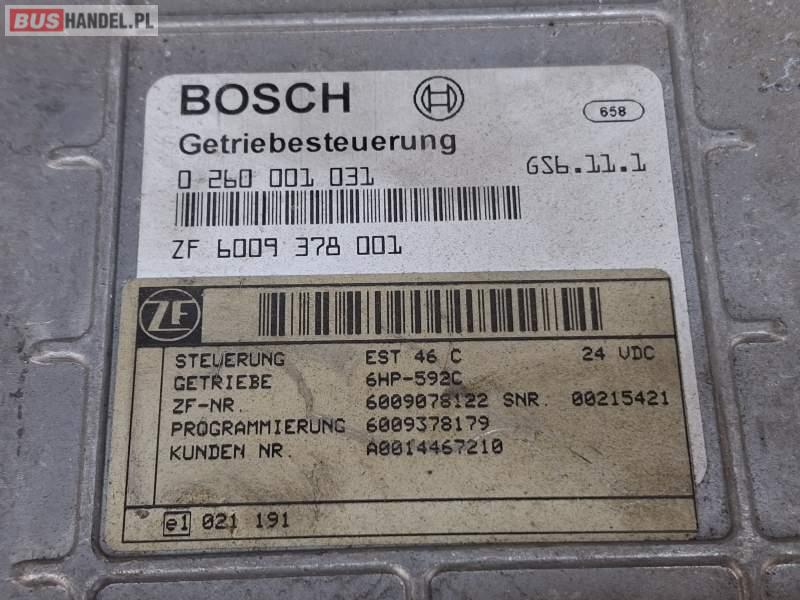 BUSHANDEL.PL
BOSCH
658
Getriebesteuerung
0 260 001 031
GS6.11.1
ZF 6009 378 001
ZF
STEUERUNG EST 46 C 24 VDC
GETRIEBE 6HP-592C
ZF-NR. 6009078122 SNR. 00215421
PROGRAMMIERUNG 6009378179
KUNDEN NR. A0014467210
e1 021 191